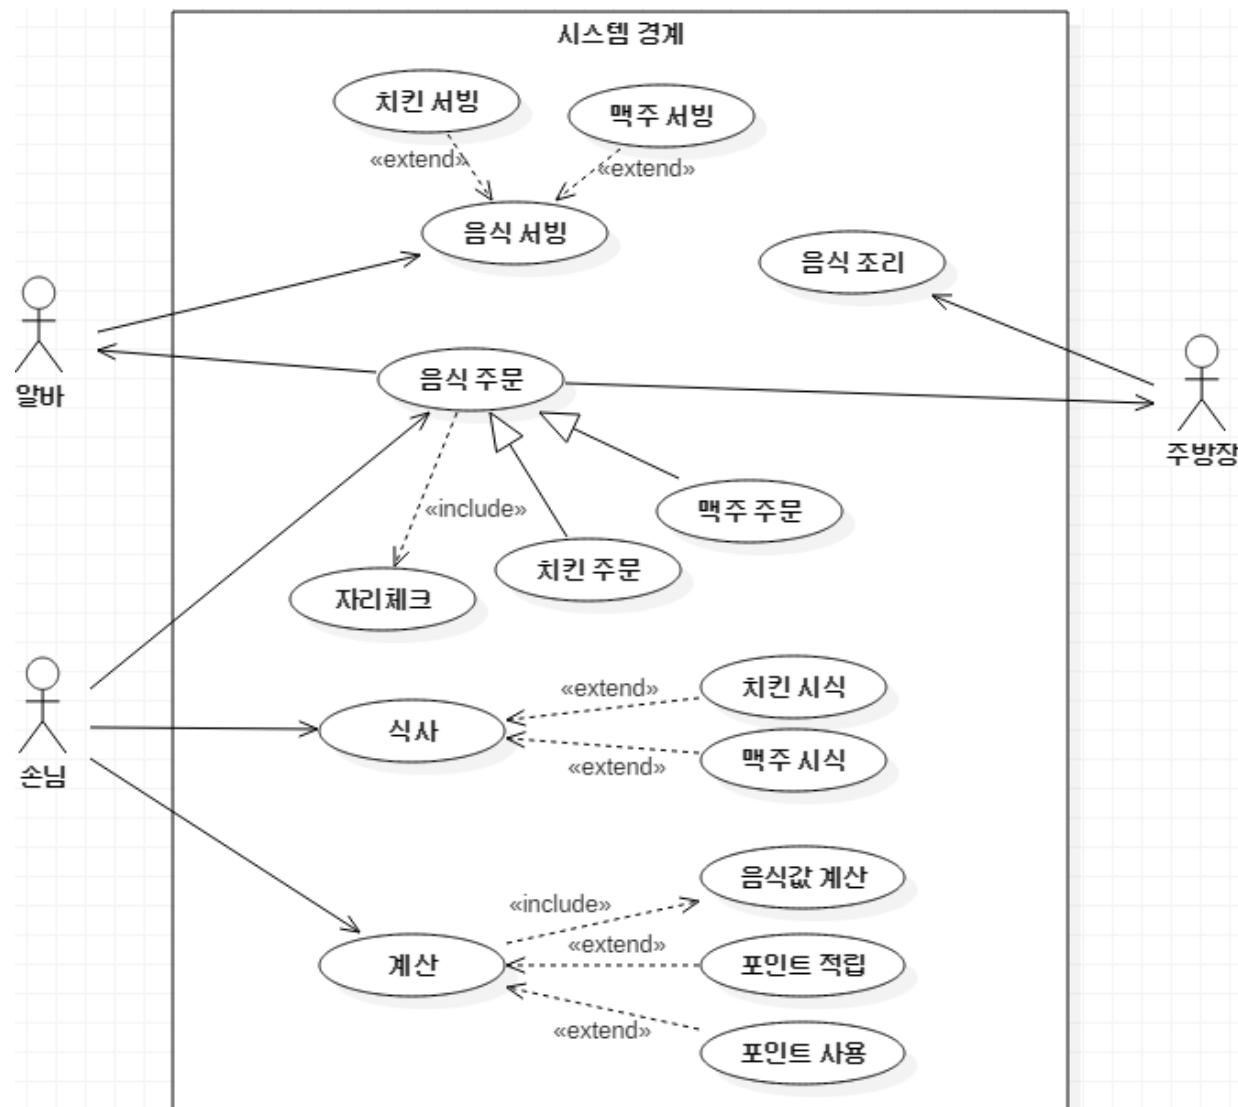 시스템 경계
치킨 서빙
맥주 서빙
«extend»
«extend»
음식 서빙
음식 조리
알바
음식 주문
주방장
맥주 주문
«include»
치킨 주문
자리체크
치킨 시식
«extend»
식사
맥주 시식
«extend»
손님
음식값 계산
«include»
«extend»
계산
포인트 적립
«extend»
포인트 사용